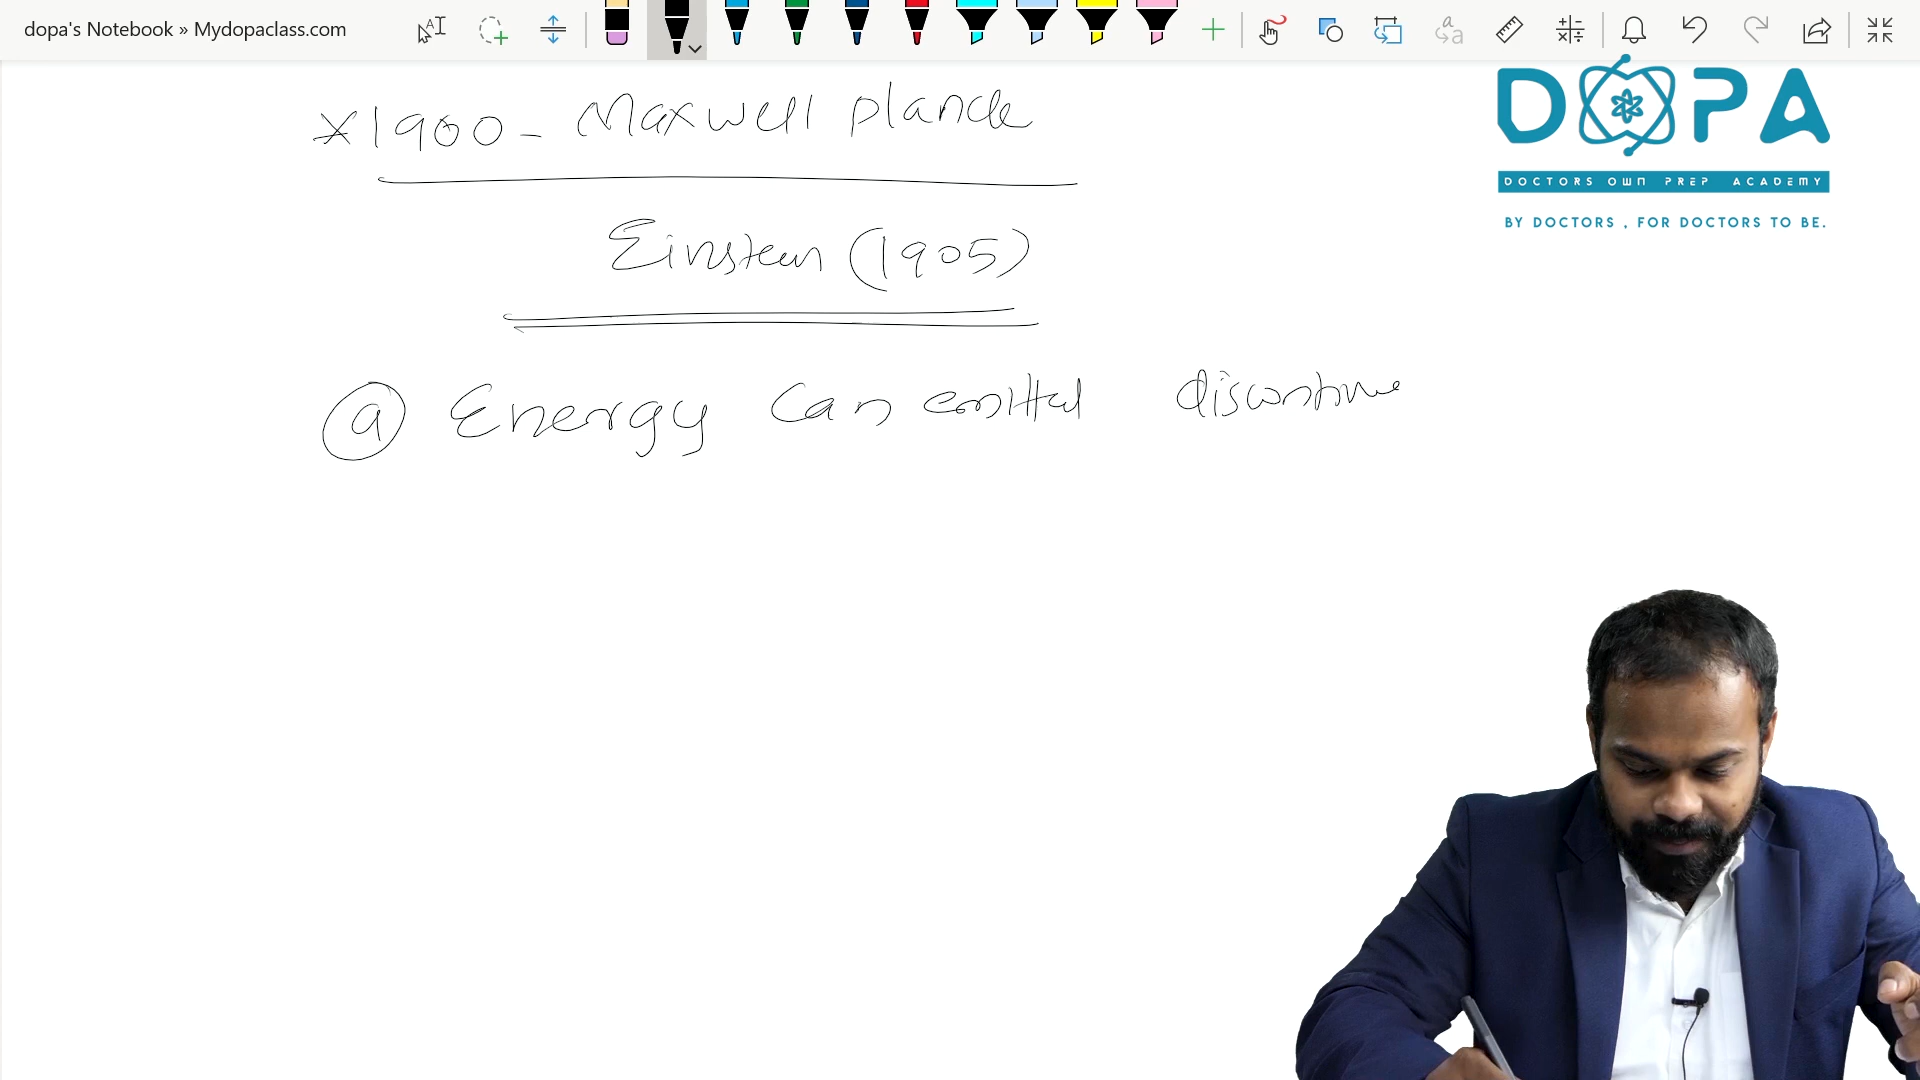 dopa's Notebook » Mydopaclass.com
DOPA
DOCTORS OWN PREP ACADEMY
BY DOCTORS , FOR DOCTORS TO BE.
*1900 - Maxwell planck
Einstein (1905)
(a) Energy can emitted discontinue